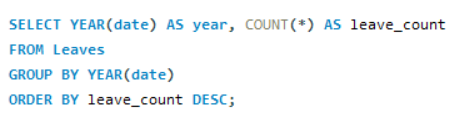 SELECT YEAR(date) AS year, COUNT(*) AS leave_count
FROM Leaves
GROUP BY YEAR(date)
ORDER BY leave_count DESC;